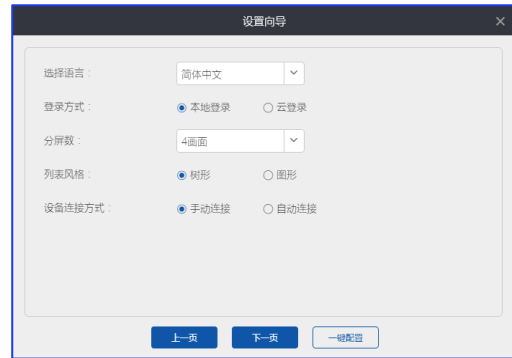 设置向导
选择语言： 简体中文
登录方式： 本地登录 云登录
分屏数： 4画面
列表风格： 树形 图形
设备连接方式： 手动连接 自动连接
上一页 下一页 一键配置